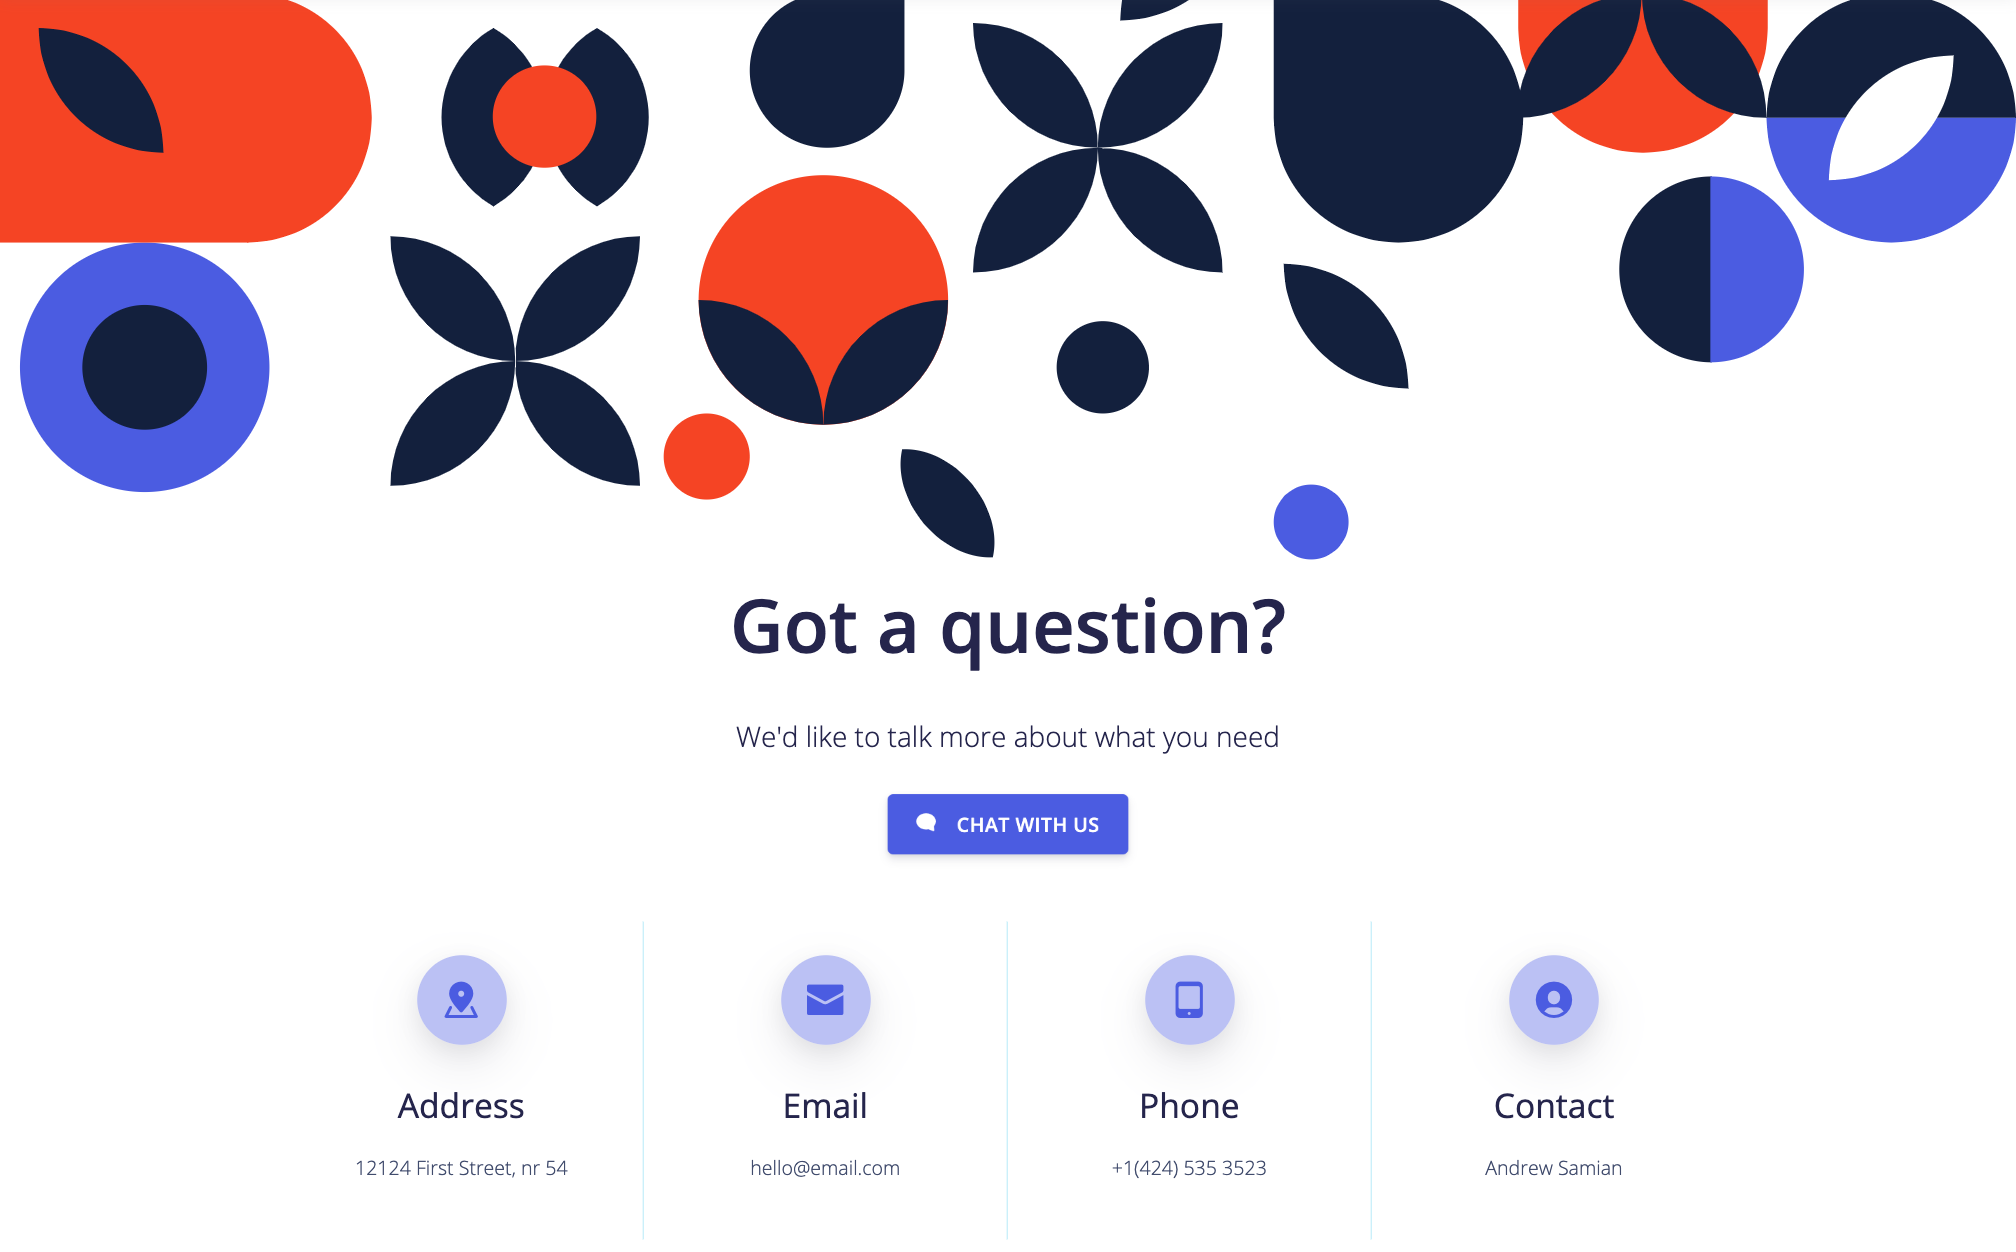 Got a question?
We'd like to talk more about what you need
CHAT WITH US
Address
12124 First Street, nr 54
Email
hello@email.com
Phone
+1(424) 535 3523
Contact
Andrew Samian